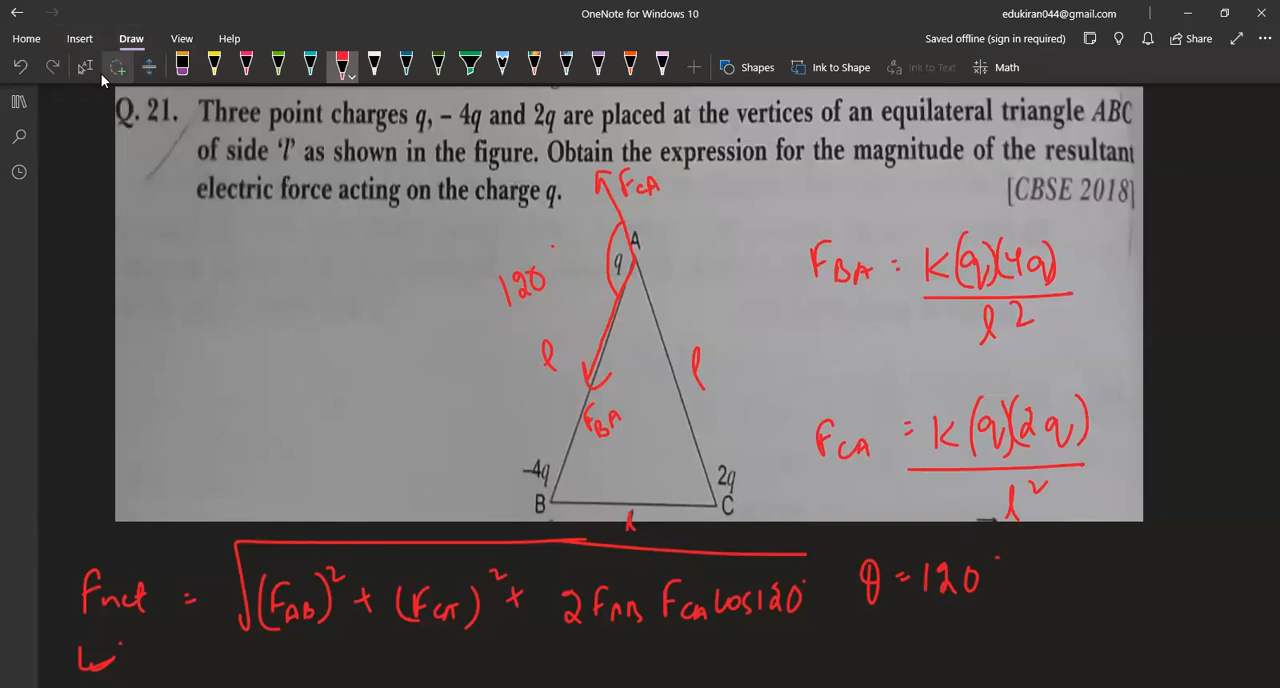 OneNote for Windows 10
edukiran044@gmail.com
Home Insert Draw View Help
Saved offline (sign in required)
Share
Shapes Ink to Shape Ink to Text Math
Q. 21. Three point charges q, – 4q and 2q are placed at the vertices of an equilateral triangle ABC
of side 'l' as shown in the figure. Obtain the expression for the magnitude of the resultant
electric force acting on the charge q. [CBSE 2018]
FCA
A
q
120°
l
l
FBA
-4q
2q
B
C
l
FBA = K(q)(4q) / l²
FCA = K(q)(2q) / l²
Fnet = √(FAB)² + (FCA)² + 2FAB FCA cos120° θ = 120°